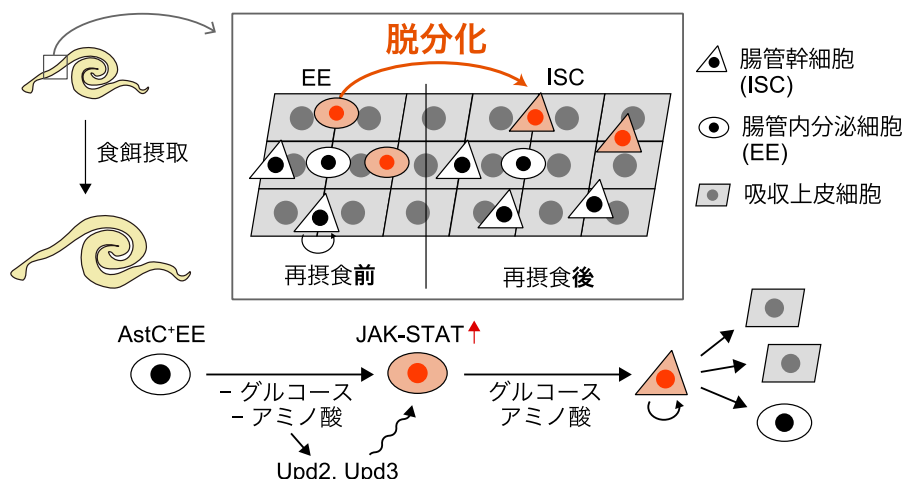 脱分化
EE
ISC
再摂食前
再摂食後
食餌摂取
腸管幹細胞
(ISC)
腸管内分泌細胞
(EE)
吸収上皮細胞
AstC⁺EE
JAK-STAT
− グルコース
− アミノ酸
グルコース
アミノ酸
Upd2, Upd3